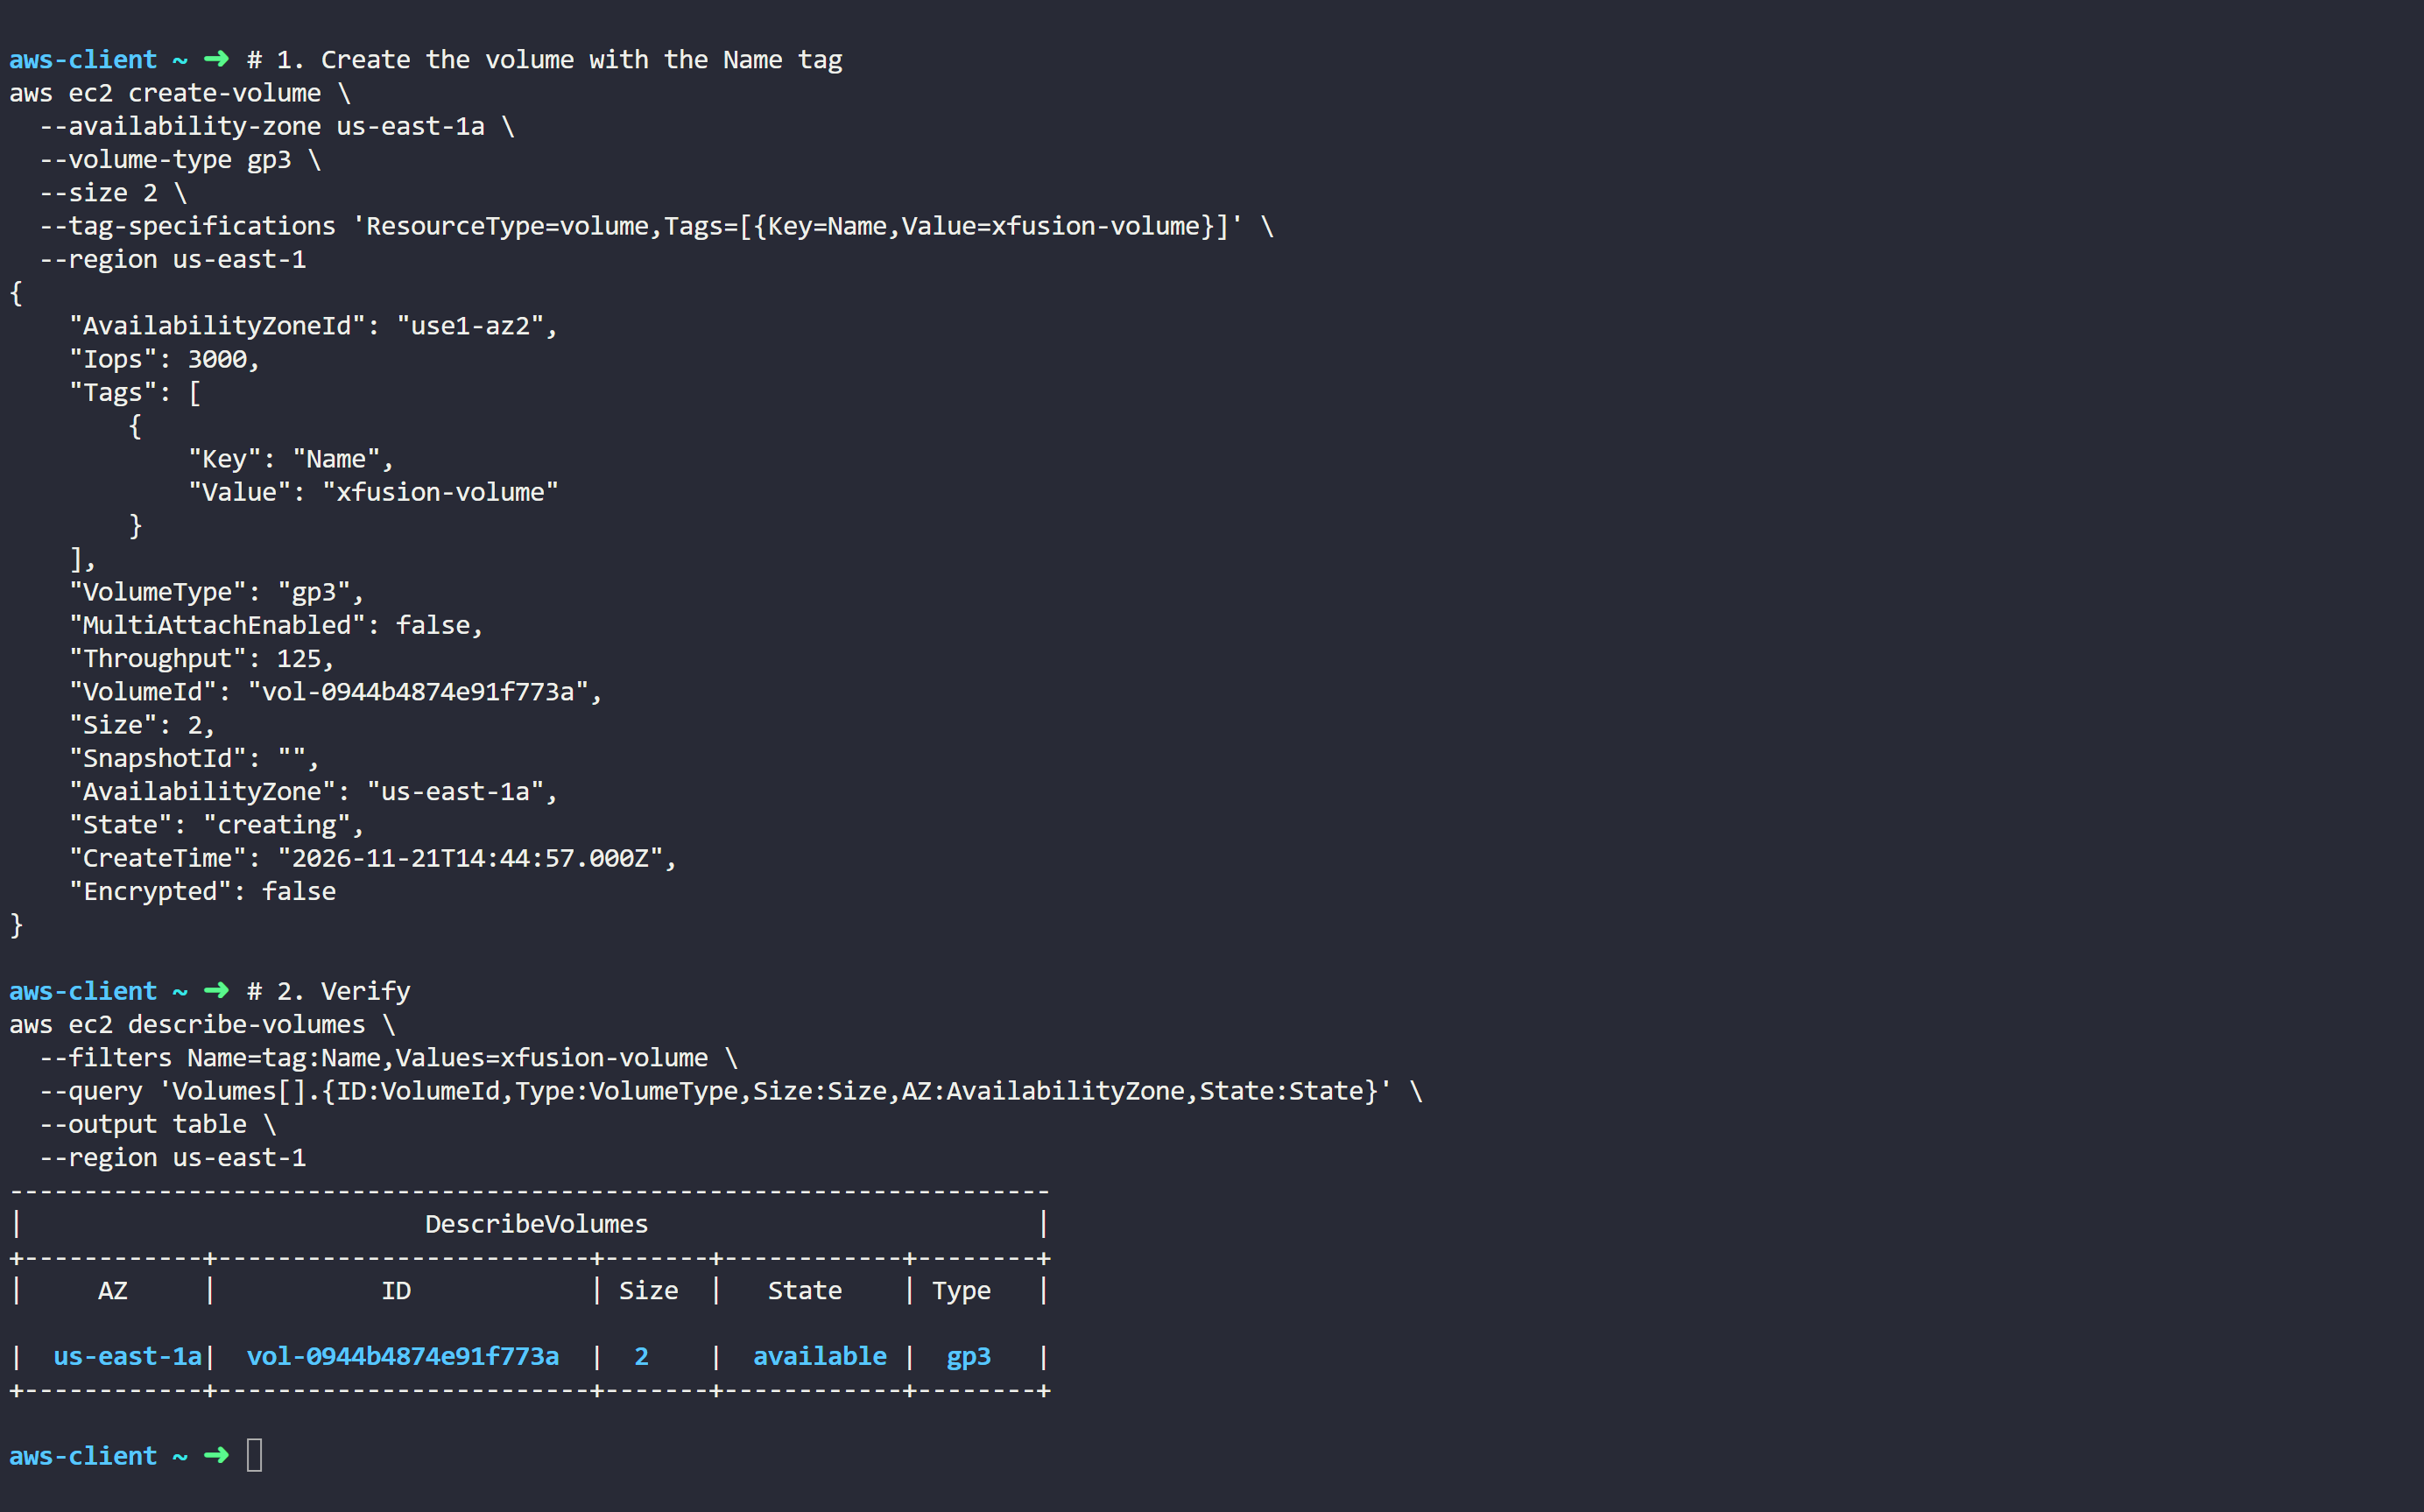 aws-client ~ ➜ # 1. Create the volume with the Name tag
aws ec2 create-volume \
  --availability-zone us-east-1a \
  --volume-type gp3 \
  --size 2 \
  --tag-specifications 'ResourceType=volume,Tags=[{Key=Name,Value=xfusion-volume}]' \
  --region us-east-1
{
    "AvailabilityZoneId": "use1-az2",
    "Iops": 3000,
    "Tags": [
        {
            "Key": "Name",
            "Value": "xfusion-volume"
        }
    ],
    "VolumeType": "gp3",
    "MultiAttachEnabled": false,
    "Throughput": 125,
    "VolumeId": "vol-0944b4874e91f773a",
    "Size": 2,
    "SnapshotId": "",
    "AvailabilityZone": "us-east-1a",
    "State": "creating",
    "CreateTime": "2026-11-21T14:44:57.000Z",
    "Encrypted": false
}
aws-client ~ ➜ # 2. Verify
aws ec2 describe-volumes \
  --filters Name=tag:Name,Values=xfusion-volume \
  --query 'Volumes[].{ID:VolumeId,Type:VolumeType,Size:Size,AZ:AvailabilityZone,State:State}' \
  --output table \
  --region us-east-1
----------------------------------------------------------------------
|                           DescribeVolumes                          |
+------------+-------------------------+-------+------------+--------+
|     AZ     |           ID            | Size  |   State    | Type   |
|  us-east-1a|  vol-0944b4874e91f773a  |  2    |  available |  gp3   |
+------------+-------------------------+-------+------------+--------+
aws-client ~ ➜